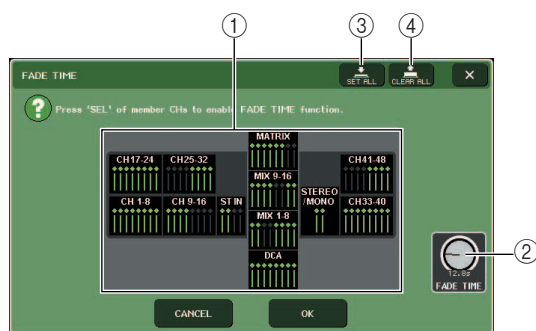 ① ③ ④
FADE TIME
SET ALL
CLEAR ALL
×
? Press 'SEL' of member CHs to enable FADE TIME function.
MATRIX
CH17-24 CH25-32 CH41-48
MIX 9-16
STEREO
/MONO
CH 1-8 CH 9-16 ST IN CH33-40
MIX 1-8
DCA
②
12.8s
FADE TIME
CANCEL OK